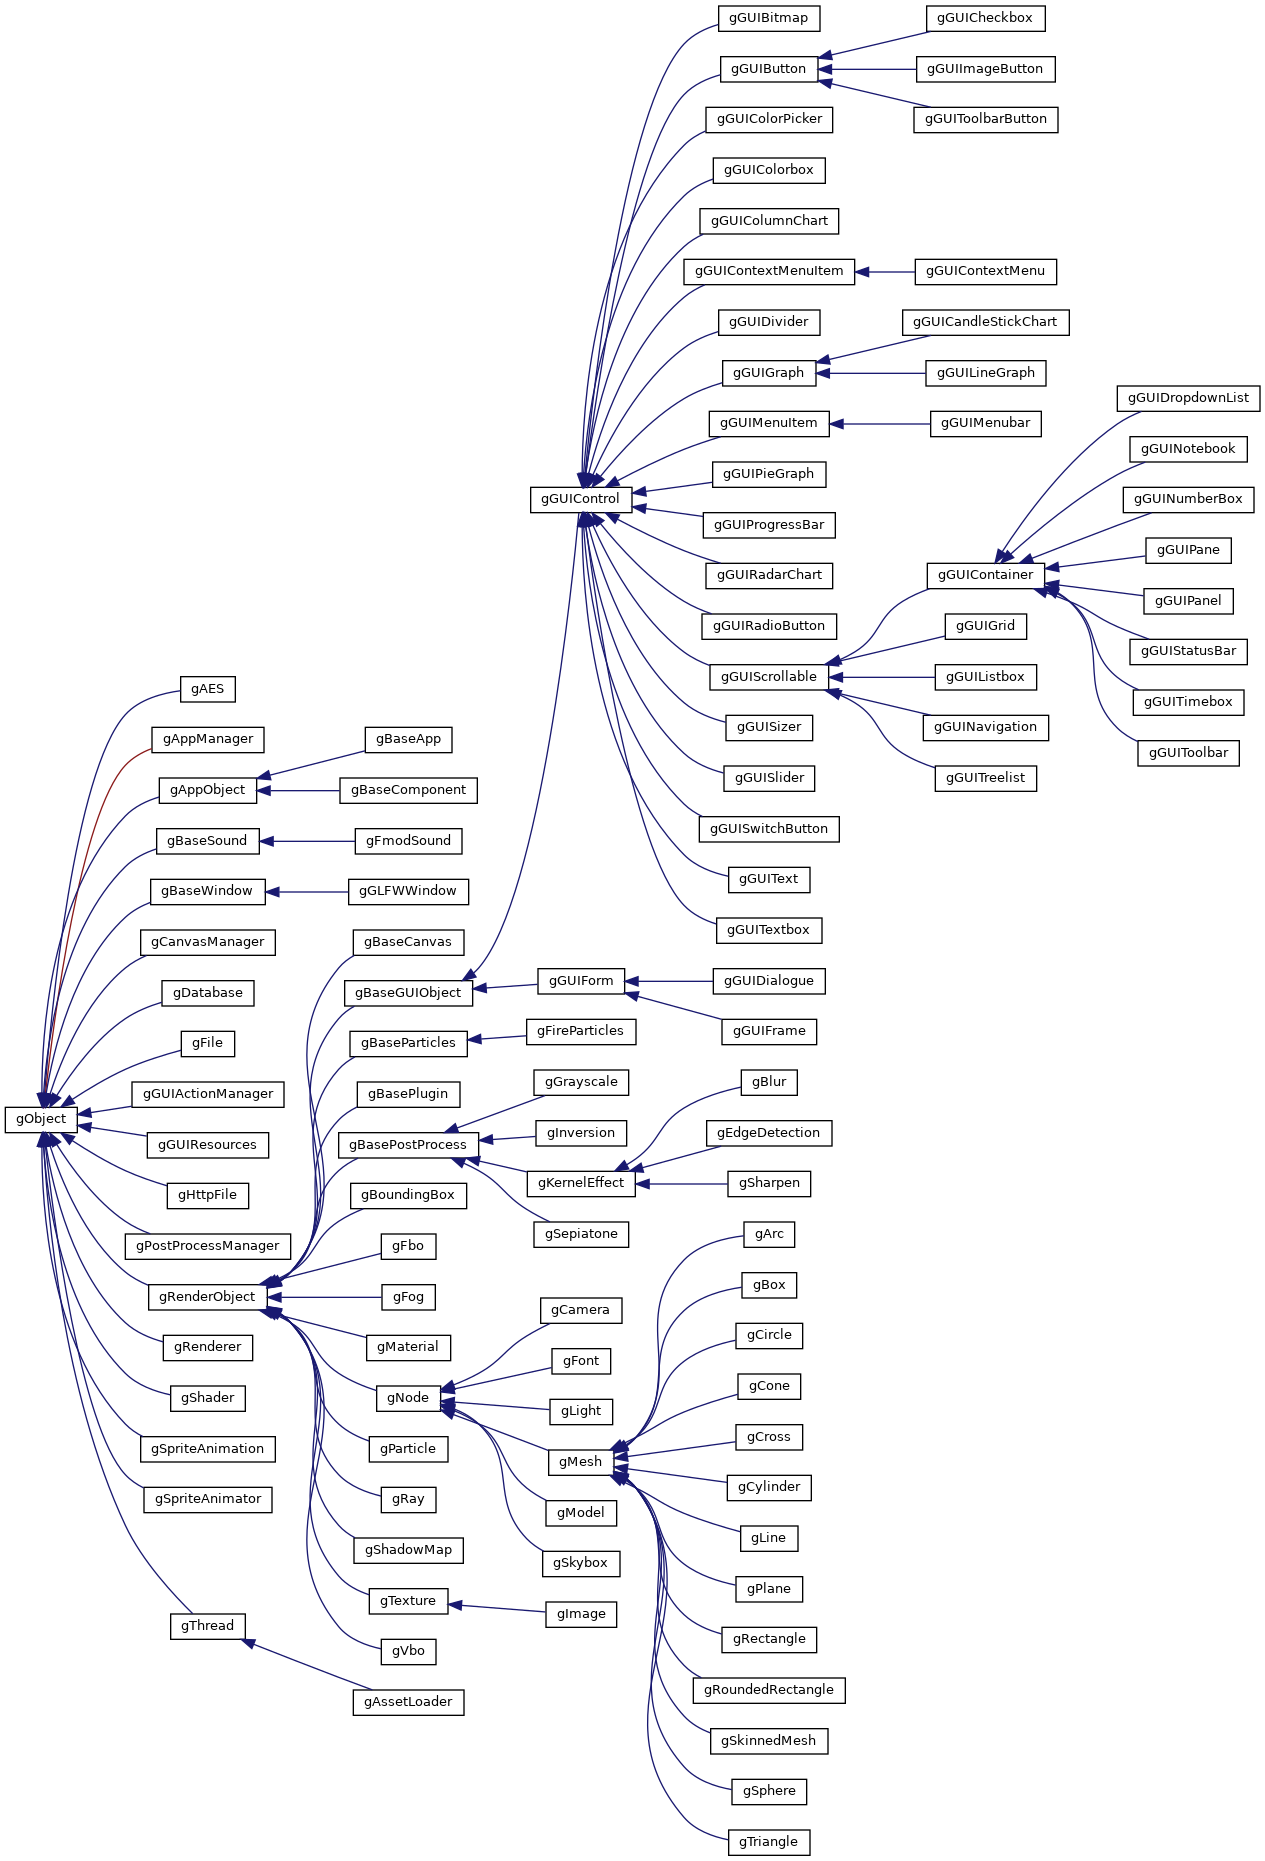 gObject
gAES
gAppManager
gAppObject
gBaseSound
gBaseWindow
gCanvasManager
gDatabase
gFile
gGUIActionManager
gGUIResources
gHttpFile
gPostProcessManager
gRenderObject
gRenderer
gShader
gSpriteAnimation
gSpriteAnimator
gThread
gBaseApp
gBaseComponent
gFmodSound
gGLFWWindow
gBaseCanvas
gBaseGUIObject
gBaseParticles
gBasePlugin
gBasePostProcess
gBoundingBox
gFbo
gFog
gMaterial
gNode
gParticle
gRay
gShadowMap
gTexture
gVbo
gAssetLoader
gGUIControl
gGUIForm
gFireParticles
gGrayscale
gInversion
gKernelEffect
gSepiatone
gCamera
gFont
gLight
gMesh
gModel
gSkybox
gImage
gGUIBitmap
gGUIButton
gGUIColorPicker
gGUIColorbox
gGUIColumnChart
gGUIContextMenuItem
gGUIDivider
gGUIGraph
gGUIMenuItem
gGUIPieGraph
gGUIProgressBar
gGUIRadarChart
gGUIRadioButton
gGUIScrollable
gGUISizer
gGUISlider
gGUISwitchButton
gGUIText
gGUITextbox
gGUIDialogue
gGUIFrame
gBlur
gEdgeDetection
gSharpen
gArc
gBox
gCircle
gCone
gCross
gCylinder
gLine
gPlane
gRectangle
gRoundedRectangle
gSkinnedMesh
gSphere
gTriangle
gGUICheckbox
gGUIImageButton
gGUIToolbarButton
gGUIContextMenu
gGUICandleStickChart
gGUILineGraph
gGUIMenubar
gGUIContainer
gGUIGrid
gGUIListbox
gGUINavigation
gGUITreelist
gGUIDropdownList
gGUINotebook
gGUINumberBox
gGUIPane
gGUIPanel
gGUIStatusBar
gGUITimebox
gGUIToolbar